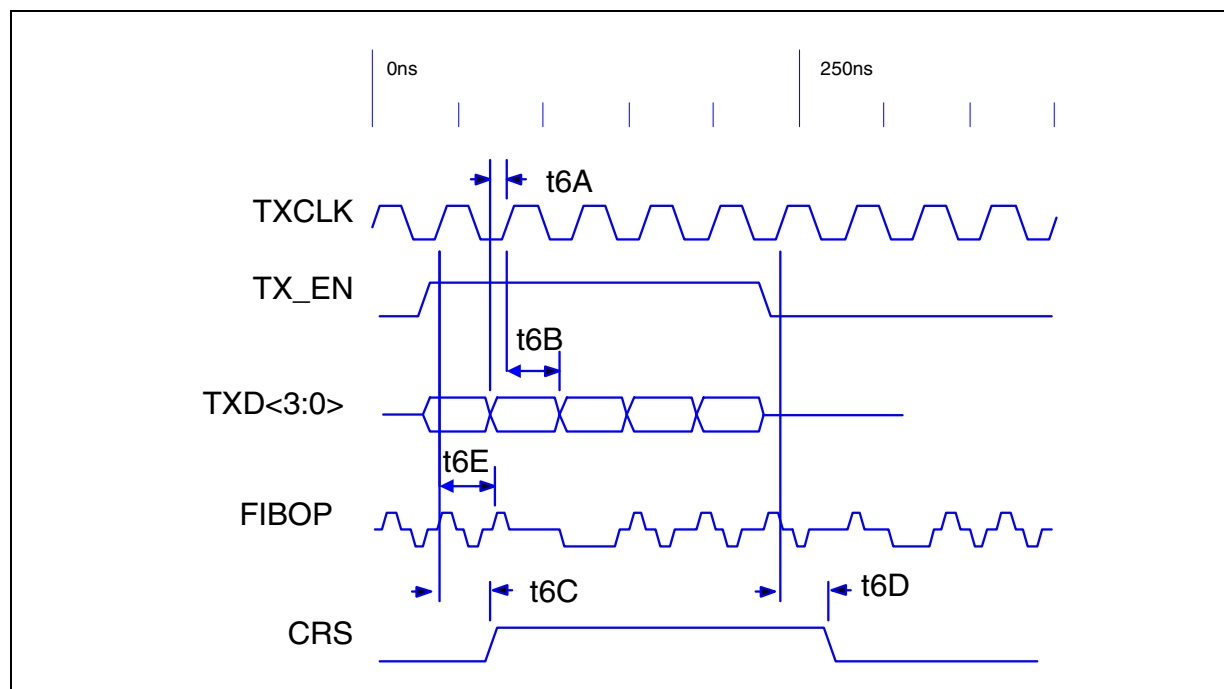 0ns
250ns
t6A
TXCLK
TX_EN
t6B
TXD<3:0>
t6E
FIBOP
t6C
t6D
CRS